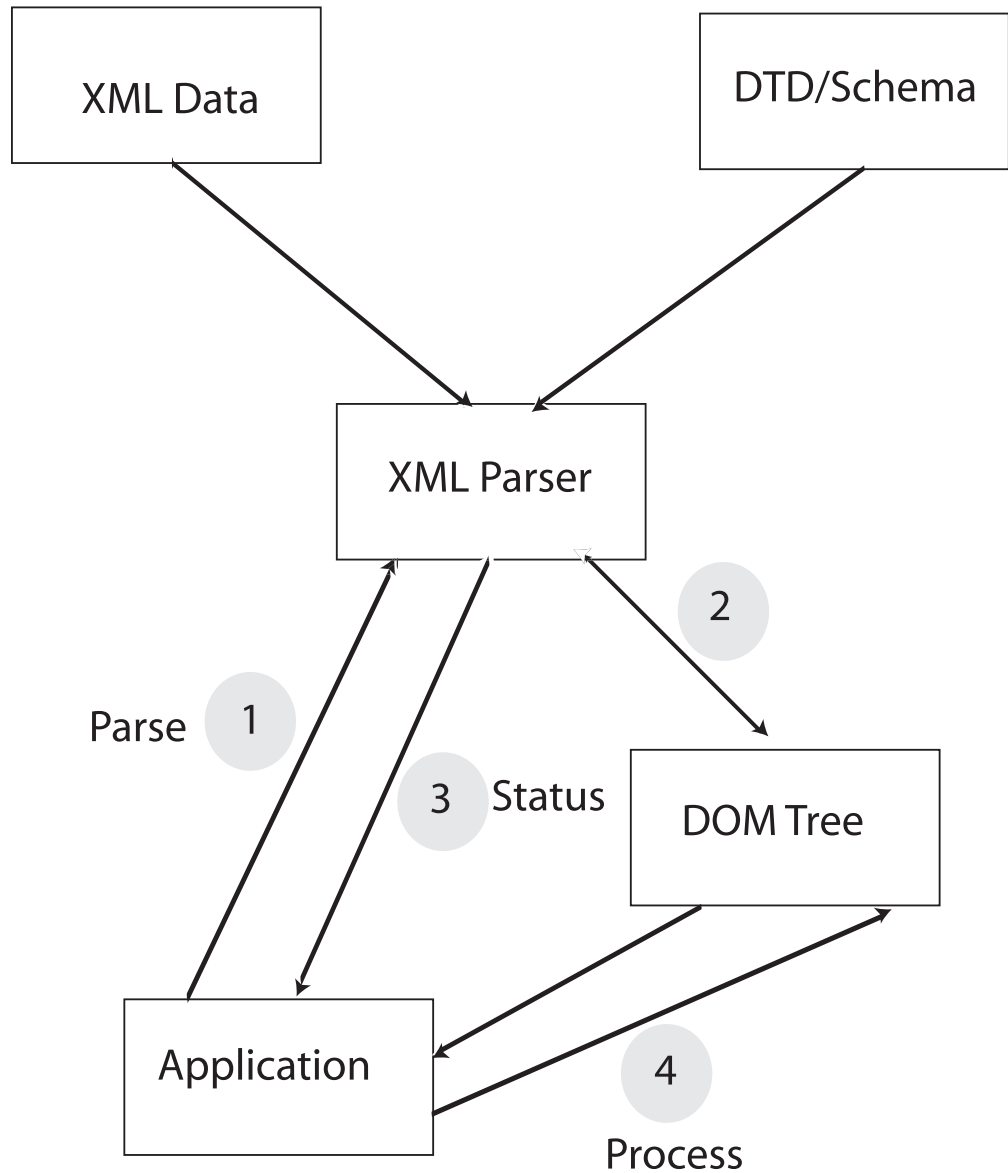 XML Data
DTD/Schema
XML Parser
2
Parse
1
3
Status
DOM Tree
Application
4
Process